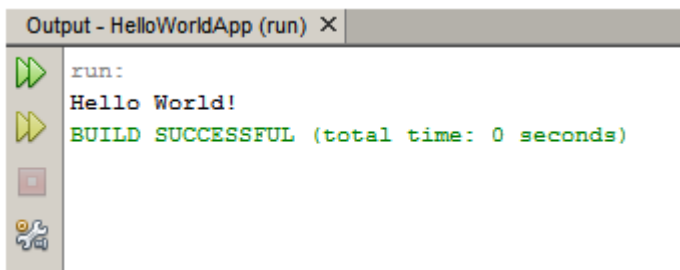 Output - HelloWorldApp (run)
run:
Hello World!
BUILD SUCCESSFUL (total time: 0 seconds)